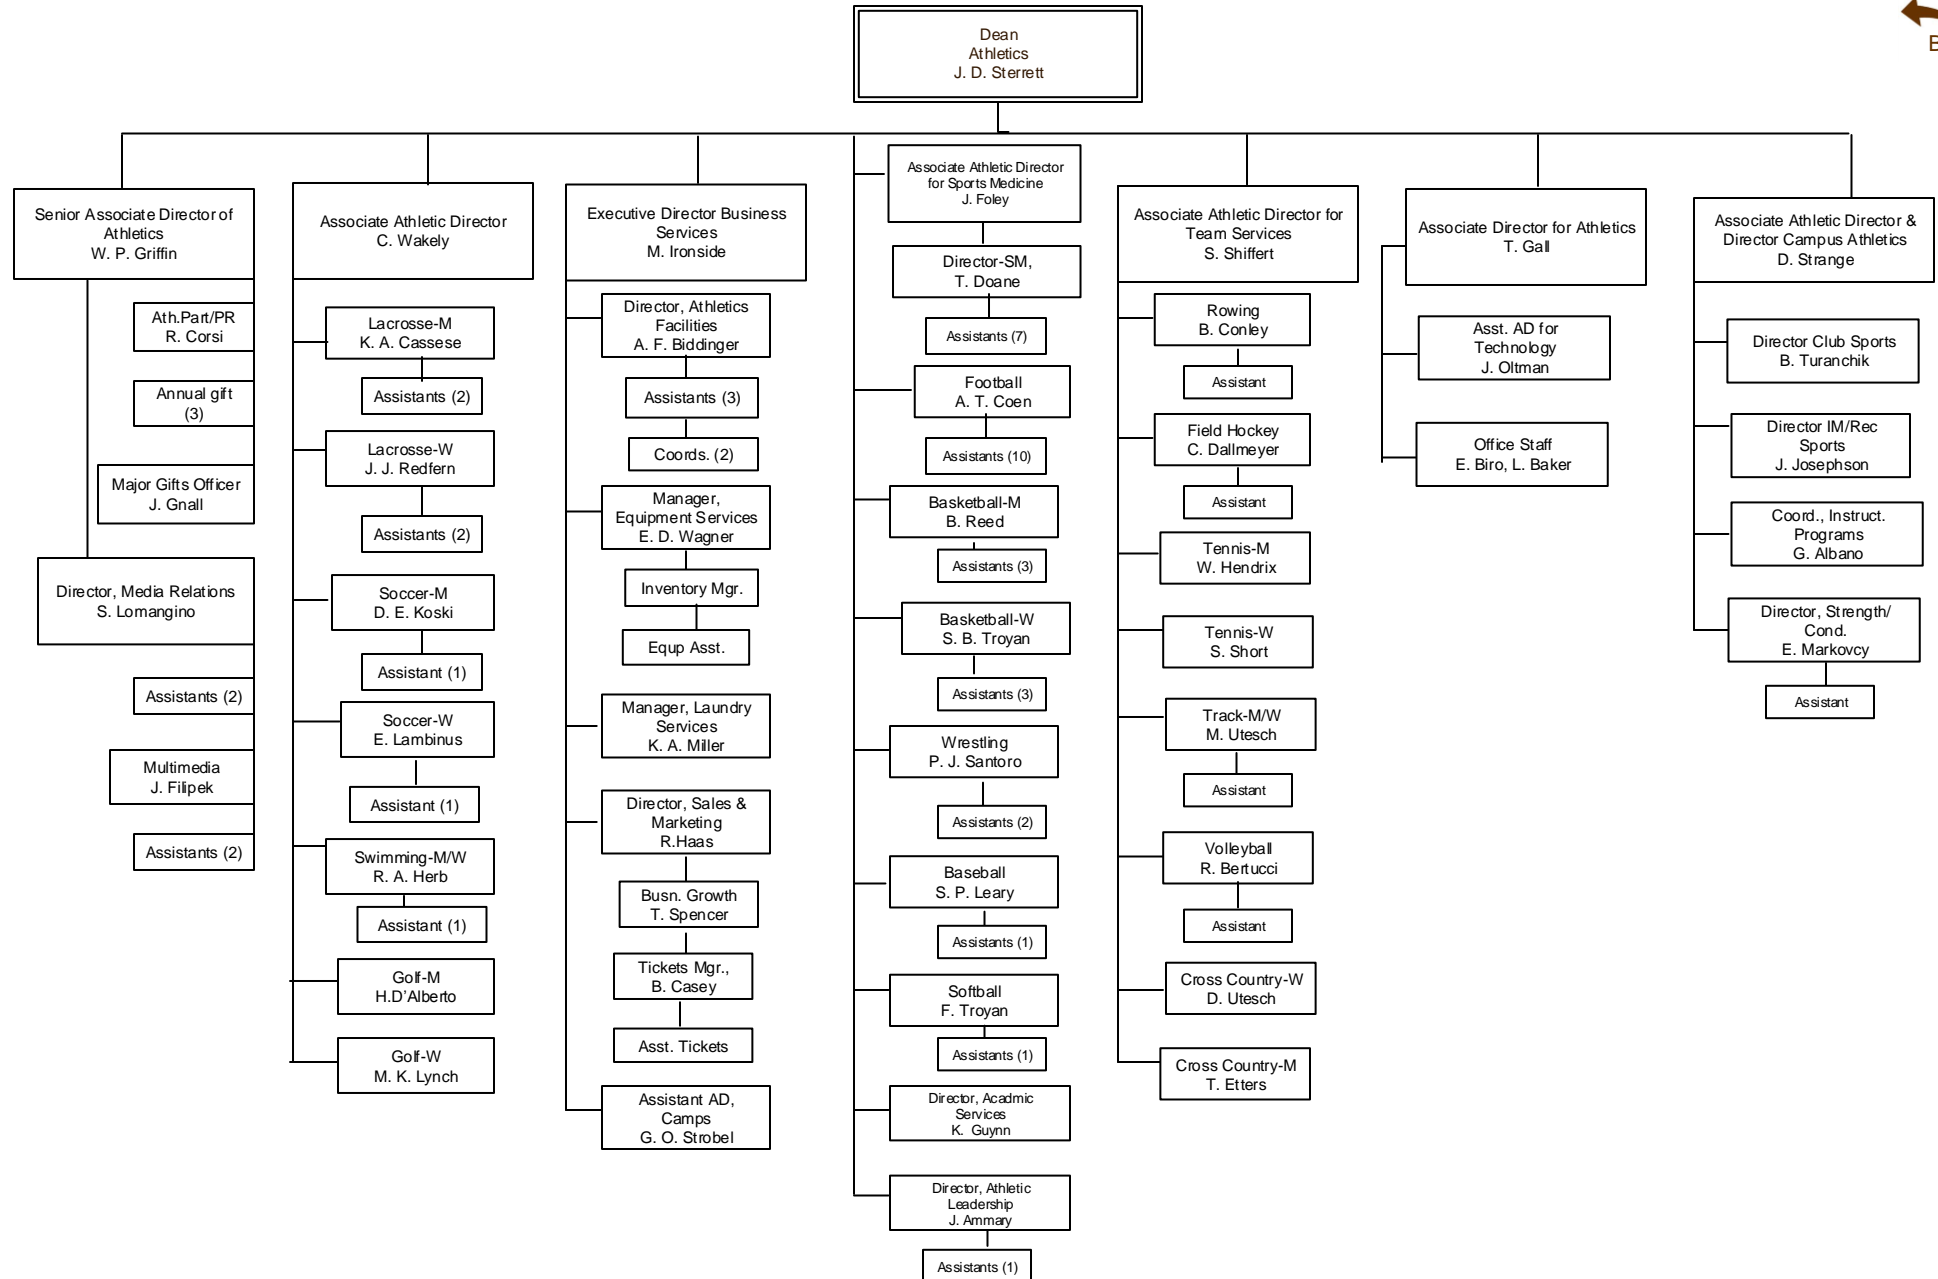 Dean
Athletics
J. D. Sterrett
B
Senior Associate Director of
Athletics
W. P. Griffin
Ath.Part/PR
R. Corsi
Annual gift
(3)
Major Gifts Officer
J. Gnall
Director, Media Relations
S. Lomangino
Assistants (2)
Multimedia
J. Filipek
Assistants (2)
Associate Athletic Director
C. Wakely
Lacrosse-M
K. A. Cassese
Assistants (2)
Lacrosse-W
J. J. Redfern
Assistants (2)
Soccer-M
D. E. Koski
Assistant (1)
Soccer-W
E. Lambinus
Assistant (1)
Swimming-M/W
R. A. Herb
Assistant (1)
Golf-M
H.D’Alberto
Golf-W
M. K. Lynch
Executive Director Business
Services
M. Ironside
Director, Athletics
Facilities
A. F. Biddinger
Assistants (3)
Coords. (2)
Manager,
Equipment Services
E. D. Wagner
Inventory Mgr.
Equp Asst.
Manager, Laundry
Services
K. A. Miller
Director, Sales &
Marketing
R.Haas
Busn. Growth
T. Spencer
Tickets Mgr.,
B. Casey
Asst. Tickets
Assistant AD,
Camps
G. O. Strobel
Associate Athletic Director
for Sports Medicine
J. Foley
Director-SM,
T. Doane
Assistants (7)
Football
A. T. Coen
Assistants (10)
Basketball-M
B. Reed
Assistants (3)
Basketball-W
S. B. Troyan
Assistants (3)
Wrestling
P. J. Santoro
Assistants (2)
Baseball
S. P. Leary
Assistants (1)
Softball
F. Troyan
Assistants (1)
Director, Acadmic
Services
K. Guynn
Director, Athletic
Leadership
J. Ammary
Assistants (1)
Associate Athletic Director for
Team Services
S. Shiffert
Rowing
B. Conley
Assistant
Field Hockey
C. Dallmeyer
Assistant
Tennis-M
W. Hendrix
Tennis-W
S. Short
Track-M/W
M. Utesch
Assistant
Volleyball
R. Bertucci
Assistant
Cross Country-W
D. Utesch
Cross Country-M
T. Etters
Associate Director for Athletics
T. Gall
Asst. AD for
Technology
J. Oltman
Office Staff
E. Biro, L. Baker
Associate Athletic Director &
Director Campus Athletics
D. Strange
Director Club Sports
B. Turanchik
Director IM/Rec
Sports
J. Josephson
Coord., Instruct.
Programs
G. Albano
Director, Strength/
Cond.
E. Markovcy
Assistant